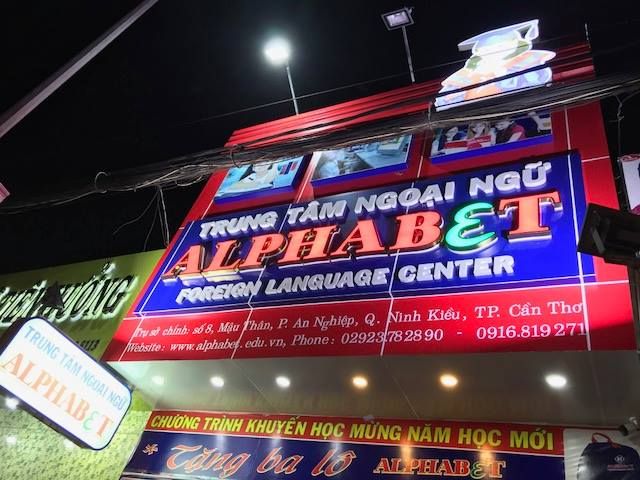 TRUNG TÂM NGOẠI NGỮ
ALPHABET
FOREIGN LANGUAGE CENTER
Trụ sở chính: số 8, Mậu Thân, P. An Nghiệp, Q. Ninh Kiều, TP. Cần Thơ
Website: www.alphabet.edu.vn, Phone: 02923.782890 - 0916.819271
TRUNG TÂM NGOẠI NGỮ
ALPHABET
CHƯƠNG TRÌNH KHUYẾN HỌC MỪNG NĂM HỌC MỚI
* Tặng ba lô ALPHABET